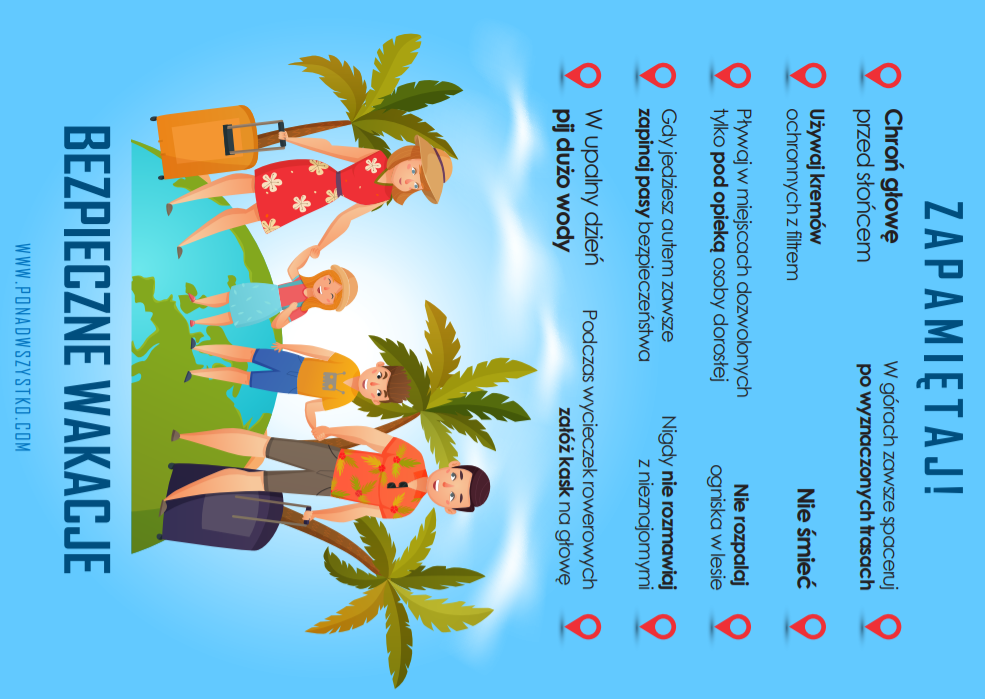 ZAPAMIĘTAJ!
Chroń głowę
przed słońcem
W górach zawsze spaceruj
po wyznaczonych trasach
Używaj kremów
ochronnych z filtrem
Nie śmieć
Pływaj w miejscach dozwolonych
tylko pod opieką osoby dorosłej
Nie rozpalaj
ogniska w lesie
Gdy jedziesz autem zawsze
zapinaj pasy bezpieczeństwa
Nigdy nie rozmawiaj
z nieznajomymi
W upalny dzień
pij dużo wody
Podczas wycieczek rowerowych
załóż kask na głowę
BEZPIECZNE WAKACJE
WWW.PONADWSZYSTKO.COM